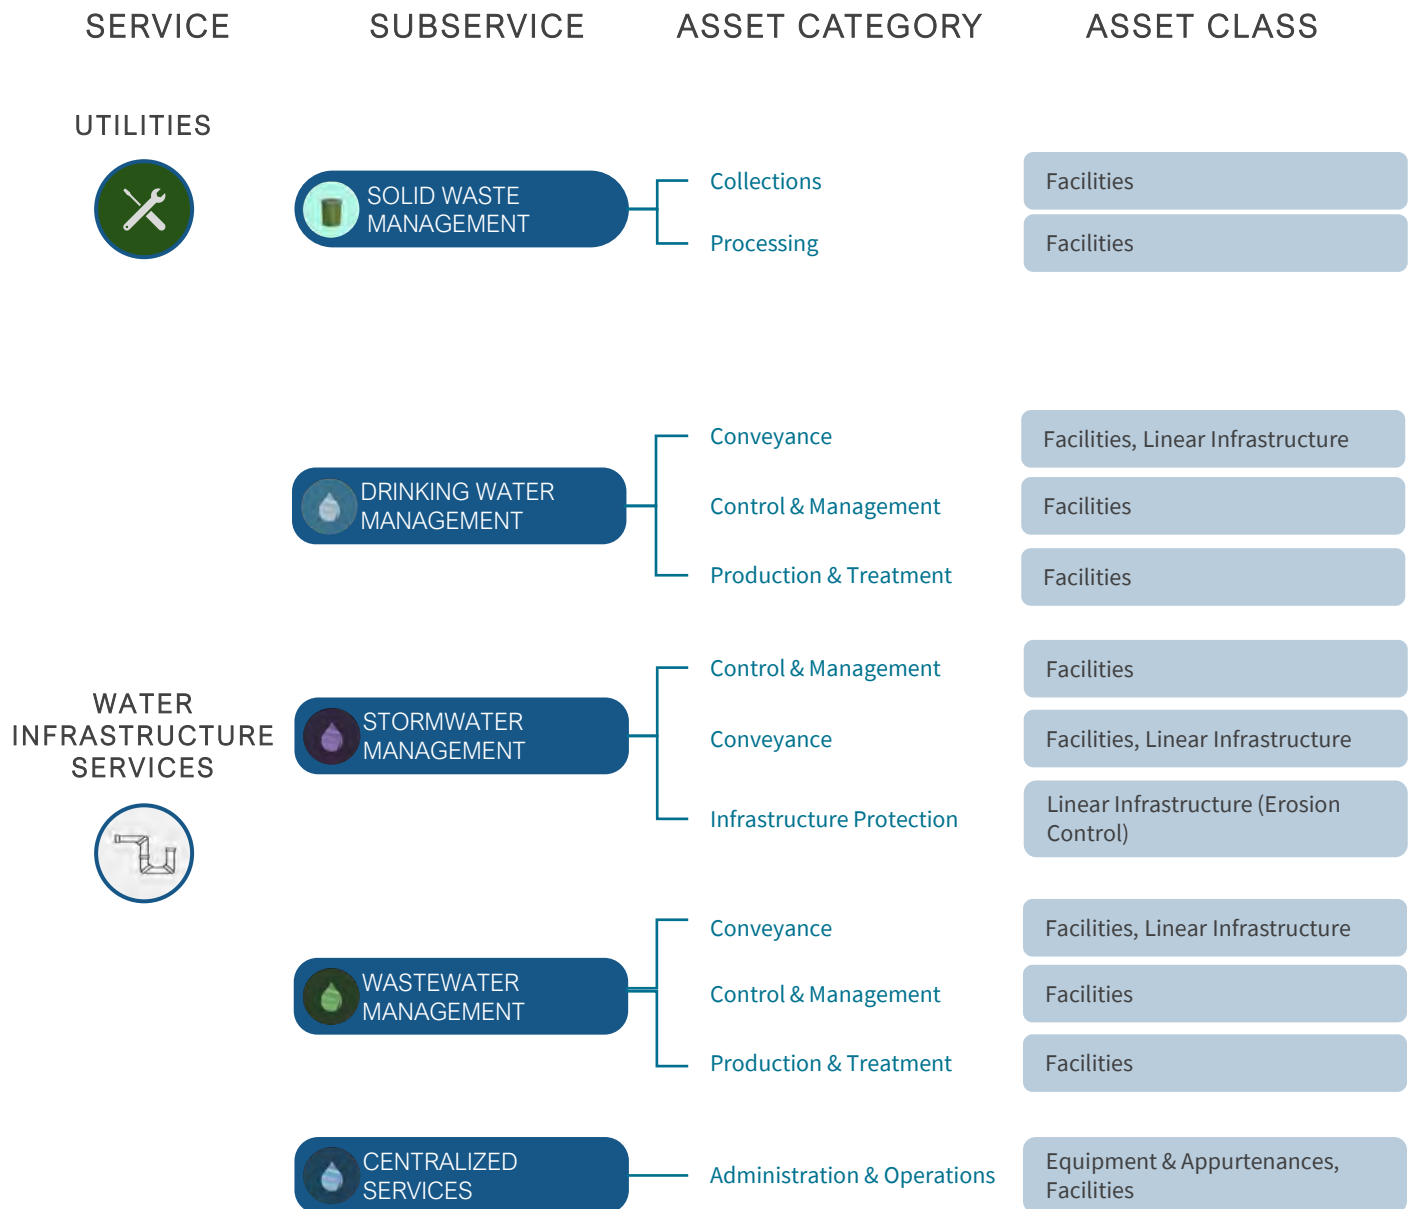 SERVICE
SUBSERVICE
ASSET CATEGORY
ASSET CLASS
UTILITIES
SOLID WASTE
MANAGEMENT
Collections
Facilities
Processing
Facilities
WATER
INFRASTRUCTURE
SERVICES
DRINKING WATER
MANAGEMENT
Conveyance
Facilities, Linear Infrastructure
Control & Management
Facilities
Production & Treatment
Facilities
STORMWATER
MANAGEMENT
Control & Management
Facilities
Conveyance
Facilities, Linear Infrastructure
Infrastructure Protection
Linear Infrastructure (Erosion
Control)
WASTEWATER
MANAGEMENT
Conveyance
Facilities, Linear Infrastructure
Control & Management
Facilities
Production & Treatment
Facilities
CENTRALIZED
SERVICES
Administration & Operations
Equipment & Appurtenances,
Facilities